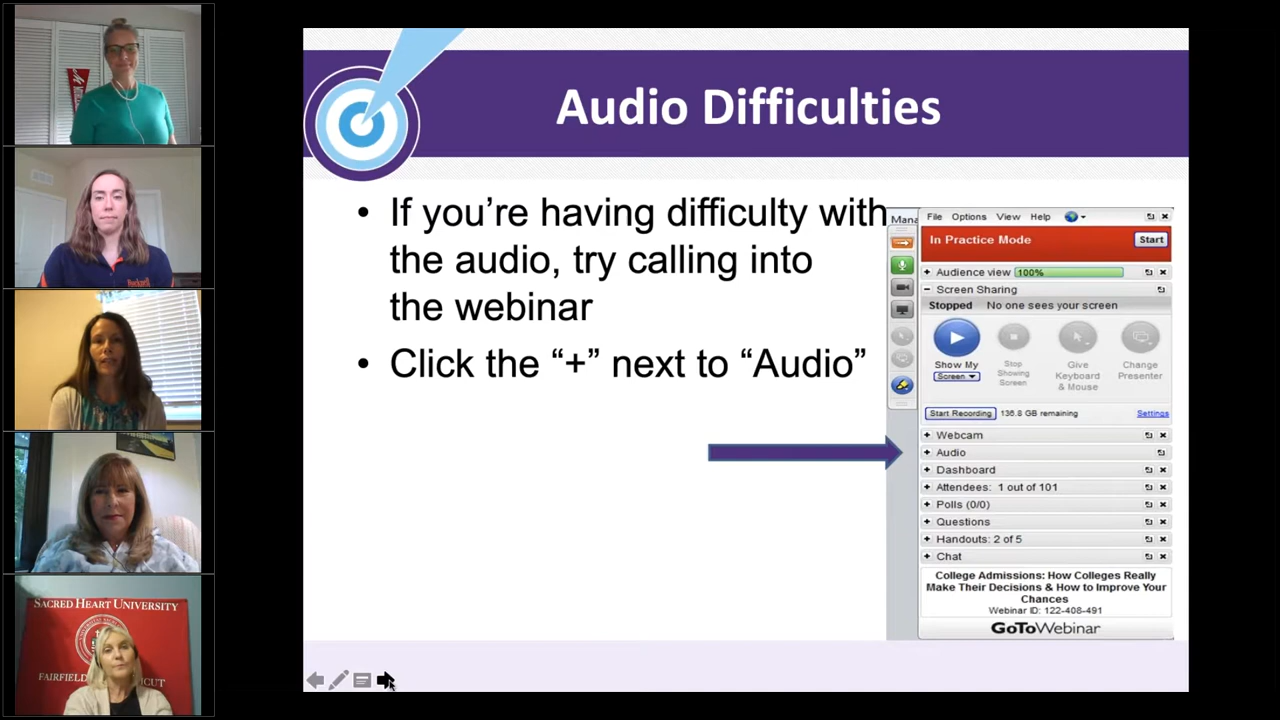 Audio Difficulties
• If you’re having difficulty with
the audio, try calling into
the webinar
• Click the “+” next to “Audio”
File Options View Help
In Practice Mode
Start
Audience view 100%
Screen Sharing
Stopped No one sees your screen
Show My
Screen
Stop
Showing
Screen
Give
Keyboard
& Mouse
Change
Presenter
Start Recording 136.8 GB remaining Settings
Webcam
Audio
Dashboard
Attendees: 1 out of 101
Polls (0/0)
Questions
Handouts: 2 of 5
Chat
College Admissions: How Colleges Really
Make Their Decisions & How to Improve Your
Chances
Webinar ID: 122-408-491
GoToWebinar
SACRED HEART UNIVERSITY